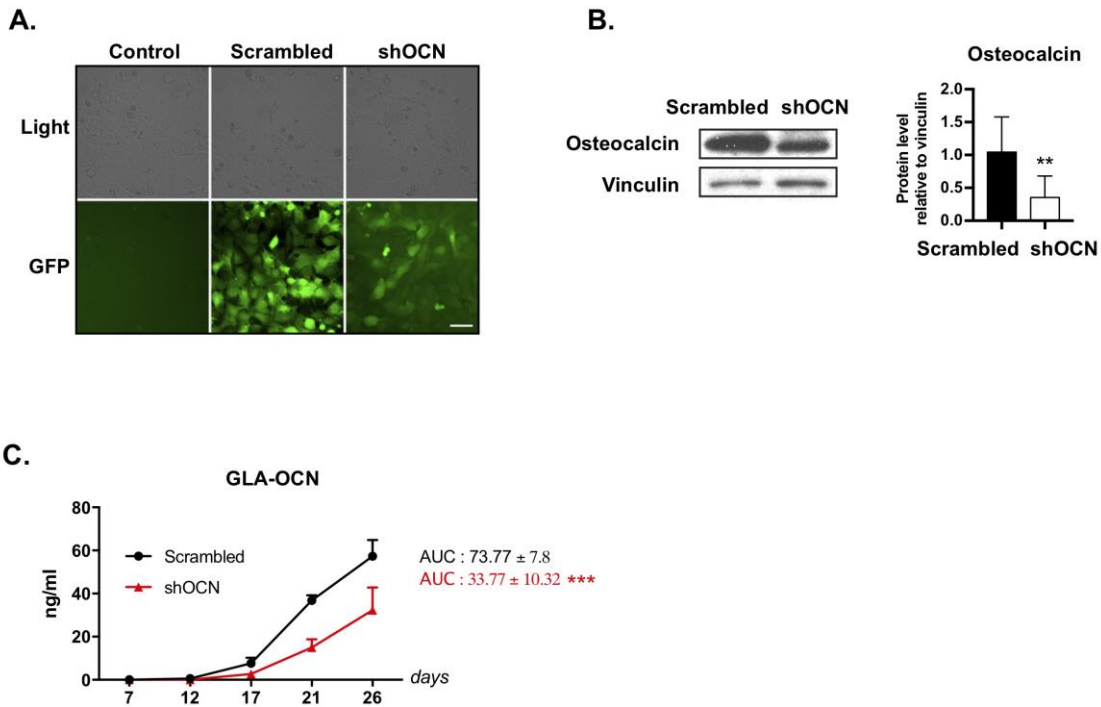 A.
Control Scrambled shOCN
Light
GFP
B.
Scrambled shOCN
Osteocalcin
Vinculin
Osteocalcin
Protein level
relative to vinculin
2.0
1.5
1.0
0.5
0.0
**
Scrambled shOCN
C.
GLA-OCN
ng/ml
80
60
40
20
0
Scrambled
shOCN
AUC : 73.77 ± 7.8
AUC : 33.77 ± 10.32 ***
days
7 12 17 21 26